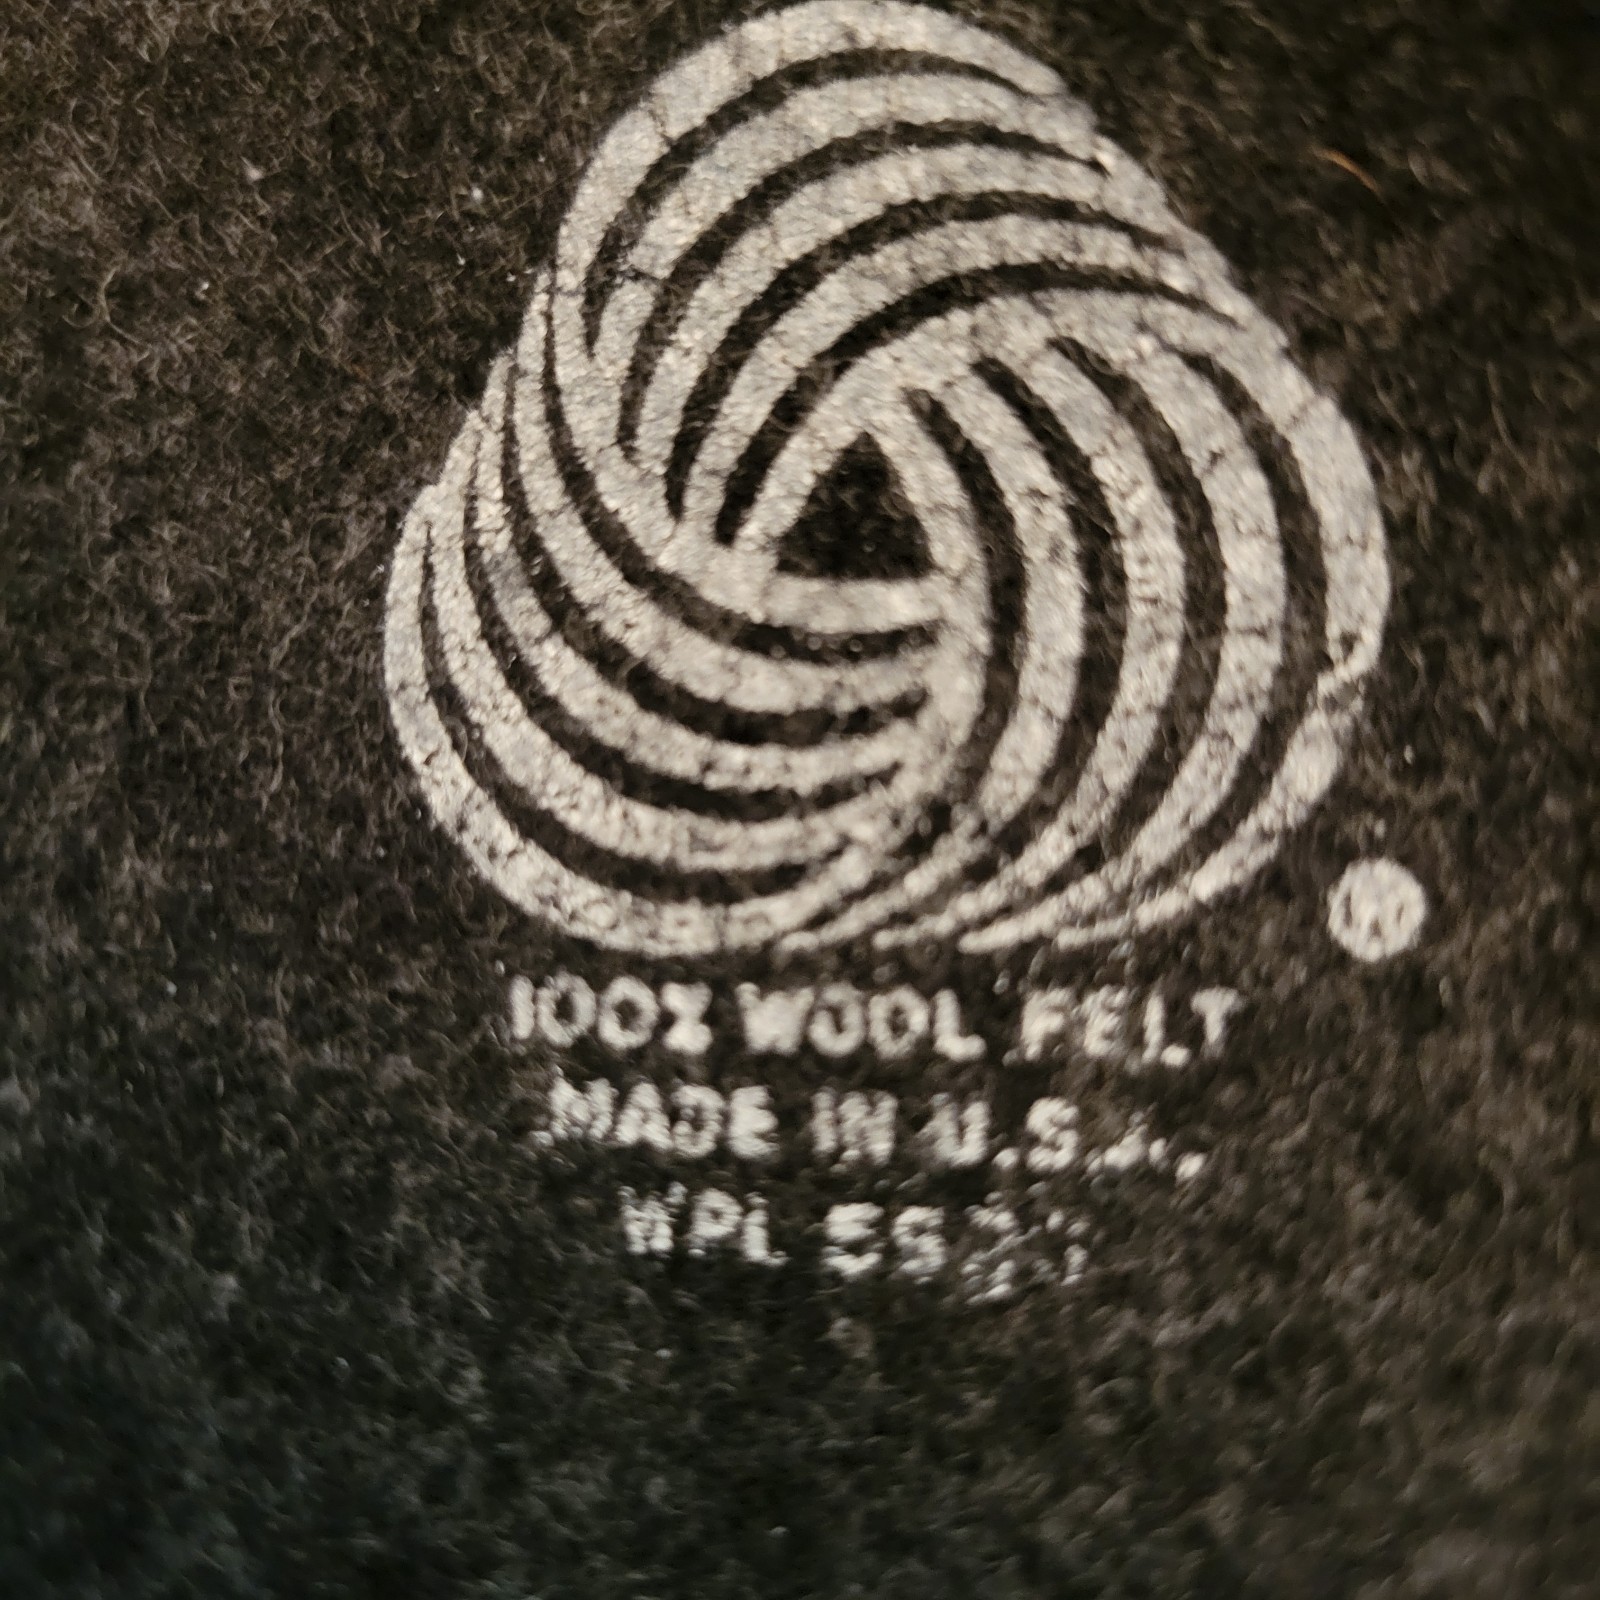 ®
100% WOOL FELT
MADE IN U.S.A.
WPL